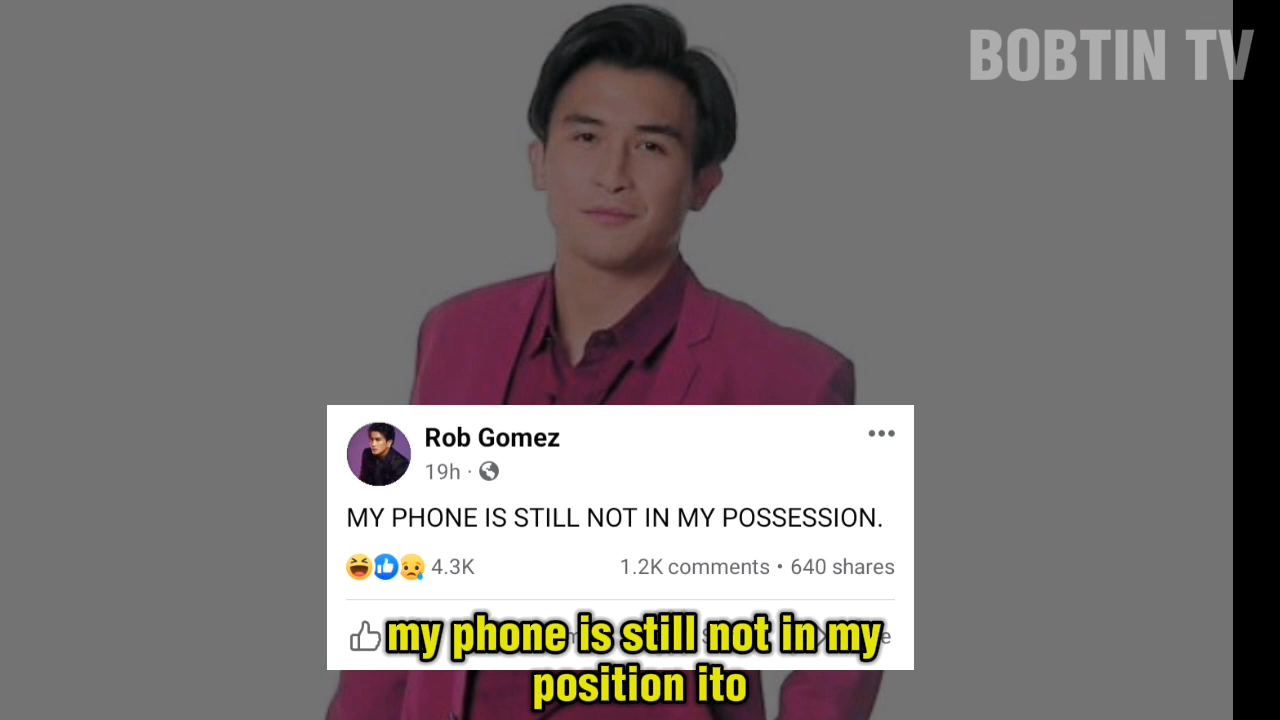 BOBTIN TV
Rob Gomez
19h ·
MY PHONE IS STILL NOT IN MY POSSESSION.
4.3K 1.2K comments • 640 shares
my phone is still not in my
position ito